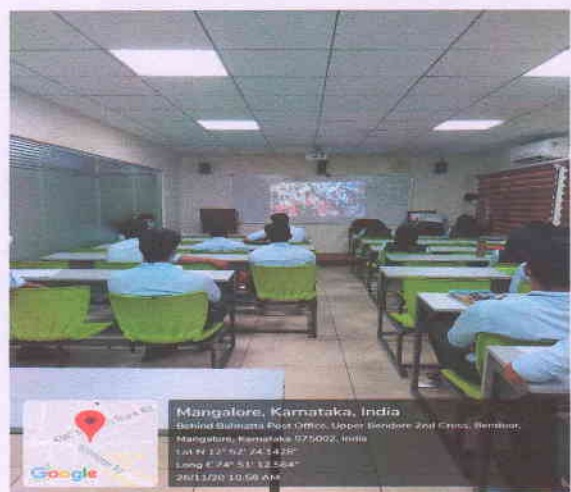 Google
Mangalore, Karnataka, India
Behind Balmatta Post Office, Upper Bendore 2nd Cross, Bendoor,
Mangalore, Karnataka 575002, India
Lat N 12° 52' 24.1428"
Long E 74° 51' 12.564"
26/11/20 10:58 AM